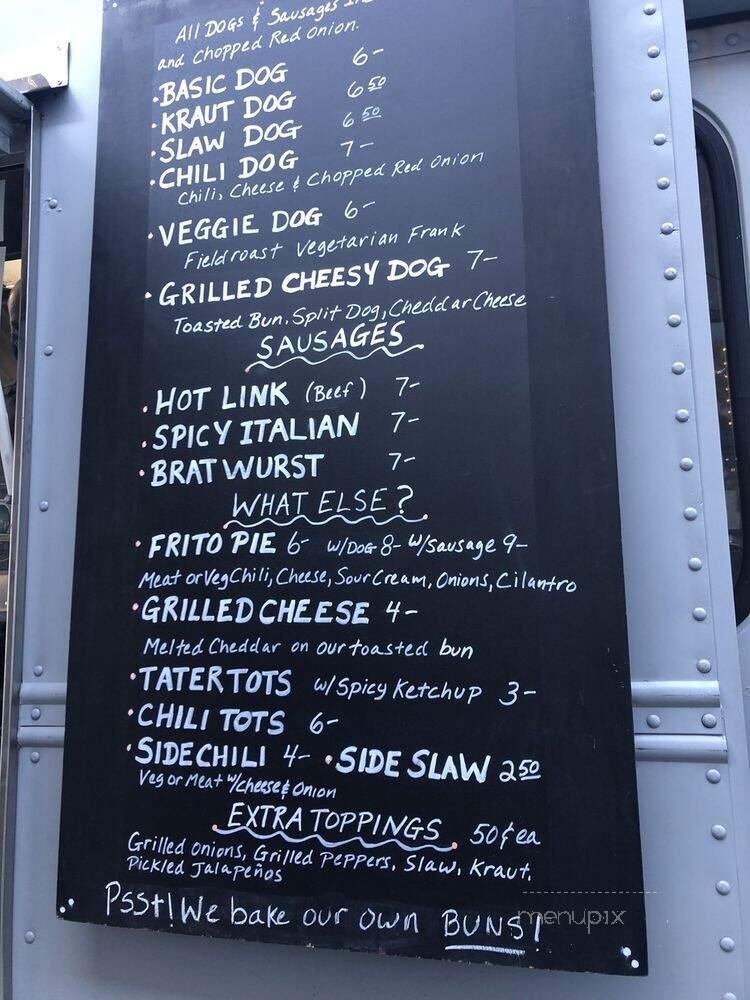 All DOGS & Sausages
and Chopped Red Onion.
·BASIC DOG 6-
·KRAUT DOG 6 50
·SLAW DOG 6 50
·CHILI DOG 7-
Chili, Cheese & Chopped Red Onion
·VEGGIE DOG 6-
Fieldroast Vegetarian Frank
·GRILLED CHEESY DOG 7-
Toasted Bun, Split Dog, Cheddar Cheese
SAUSAGES
·HOT LINK (Beef) 7-
·SPICY ITALIAN 7-
·BRATWURST 7-
WHAT ELSE?
·FRITO PIE 6- w/DOG 8- w/Sausage 9-
Meat or Veg Chili, Cheese, Sour Cream, Onions, Cilantro
·GRILLED CHEESE 4-
Melted Cheddar on our toasted bun
·TATER TOTS w/Spicy Ketchup 3-
·CHILI TOTS 6-
·SIDE CHILI 4- ·SIDE SLAW 2 50
Veg or Meat w/cheese & Onion
EXTRA TOPPINGS 50¢ ea
Grilled onions, Grilled Peppers, Slaw, Kraut,
Pickled Jalapeños
Psst! We bake our own BUNS!
menupix